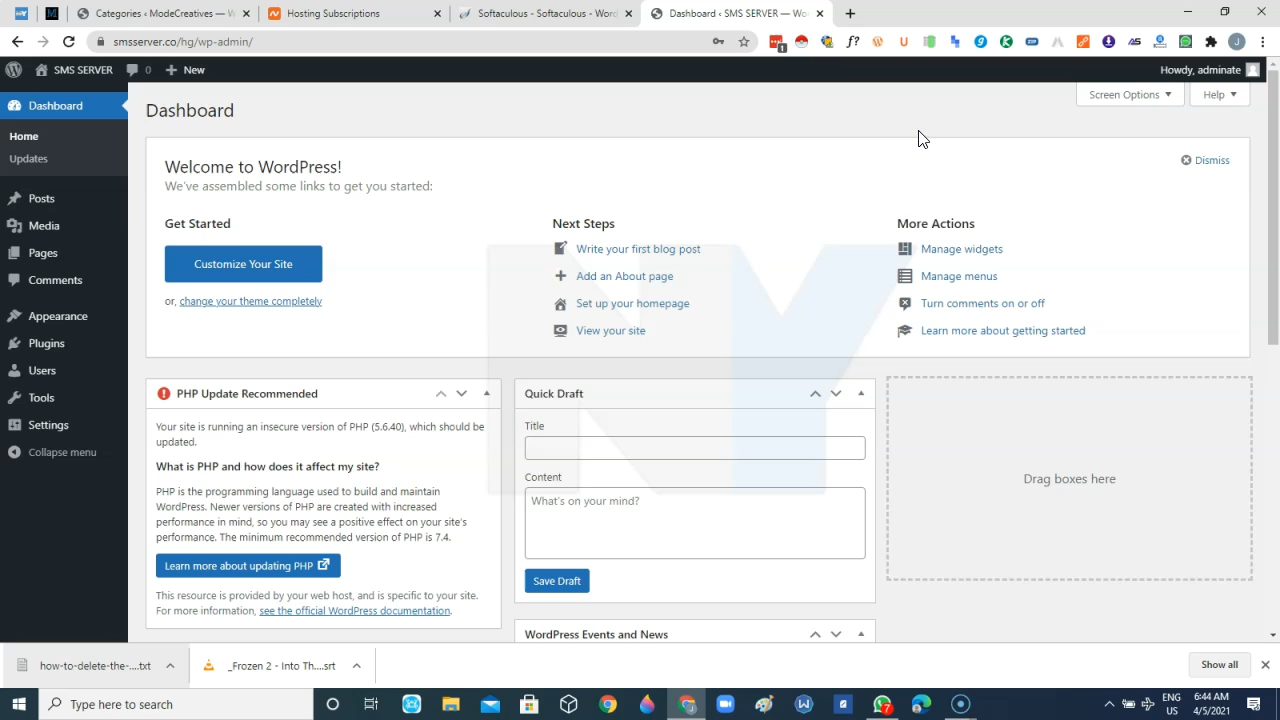 Categories ‹ ModeCreatives — W
Hosting Subscriptions
Softaculous - Softaculous - Wor
Dashboard ‹ SMS SERVER — Wo
smsserver.co/hg/wp-admin/
SMS SERVER
0
New
Howdy, adminate
Dashboard
Home
Updates
Posts
Media
Pages
Comments
Appearance
Plugins
Users
Tools
Settings
Collapse menu
Dashboard
Screen Options
Help
Welcome to WordPress!
We've assembled some links to get you started:
Dismiss
Get Started
Customize Your Site
or, change your theme completely
Next Steps
Write your first blog post
Add an About page
Set up your homepage
View your site
More Actions
Manage widgets
Manage menus
Turn comments on or off
Learn more about getting started
NY
PHP Update Recommended
Your site is running an insecure version of PHP (5.6.40), which should be
updated.
What is PHP and how does it affect my site?
PHP is the programming language used to build and maintain
WordPress. Newer versions of PHP are created with increased
performance in mind, so you may see a positive effect on your site's
performance. The minimum recommended version of PHP is 7.4.
Learn more about updating PHP
This resource is provided by your web host, and is specific to your site.
For more information, see the official WordPress documentation.
Quick Draft
Title
Content
What's on your mind?
Save Draft
WordPress Events and News
Drag boxes here
how-to-delete-the-....txt
_Frozen 2 - Into Th....srt
Show all
Type here to search
7
ENG
US
6:44 AM
4/5/2021